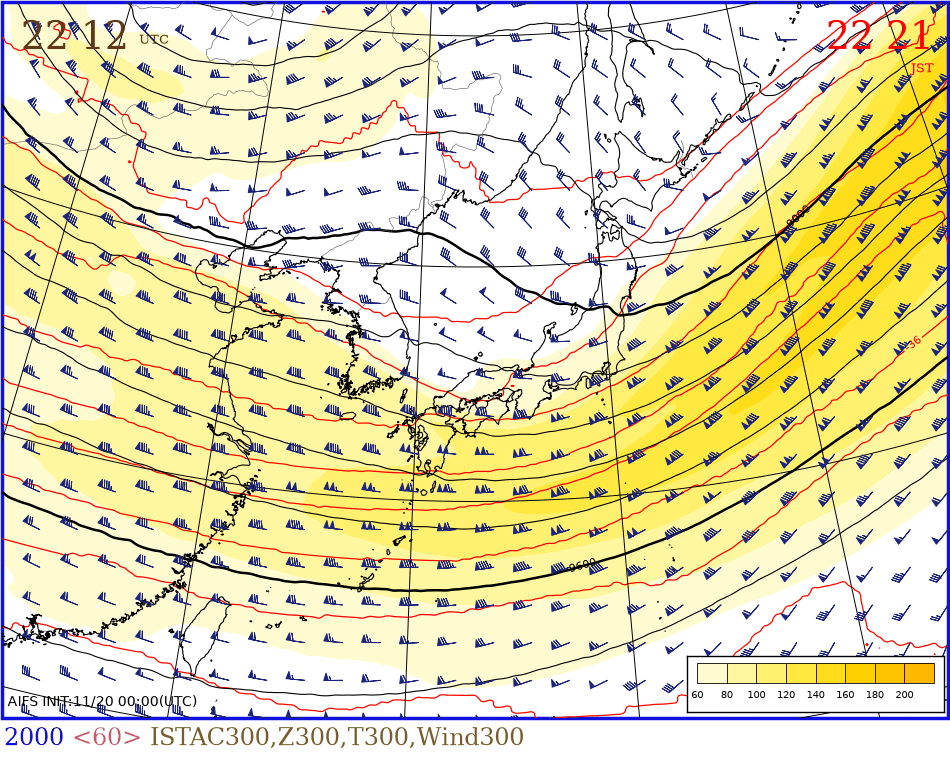 22 12 UTC
22 21 JST
9000
-36
9600
60 80 100 120 140 160 180 200
AIFS INIT:11/20 00:00(UTC)
2000 <60> ISTAC300,Z300,T300,Wind300